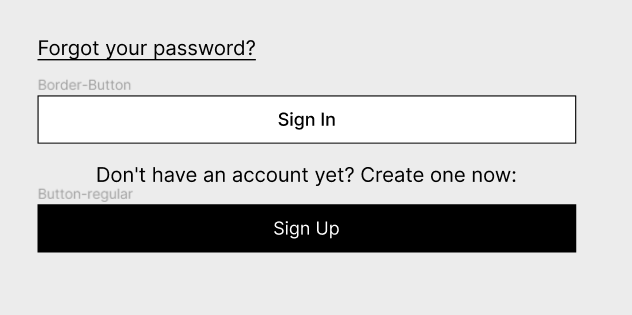 Forgot your password?
Border-Button
Sign In
Don't have an account yet? Create one now:
Button-regular
Sign Up